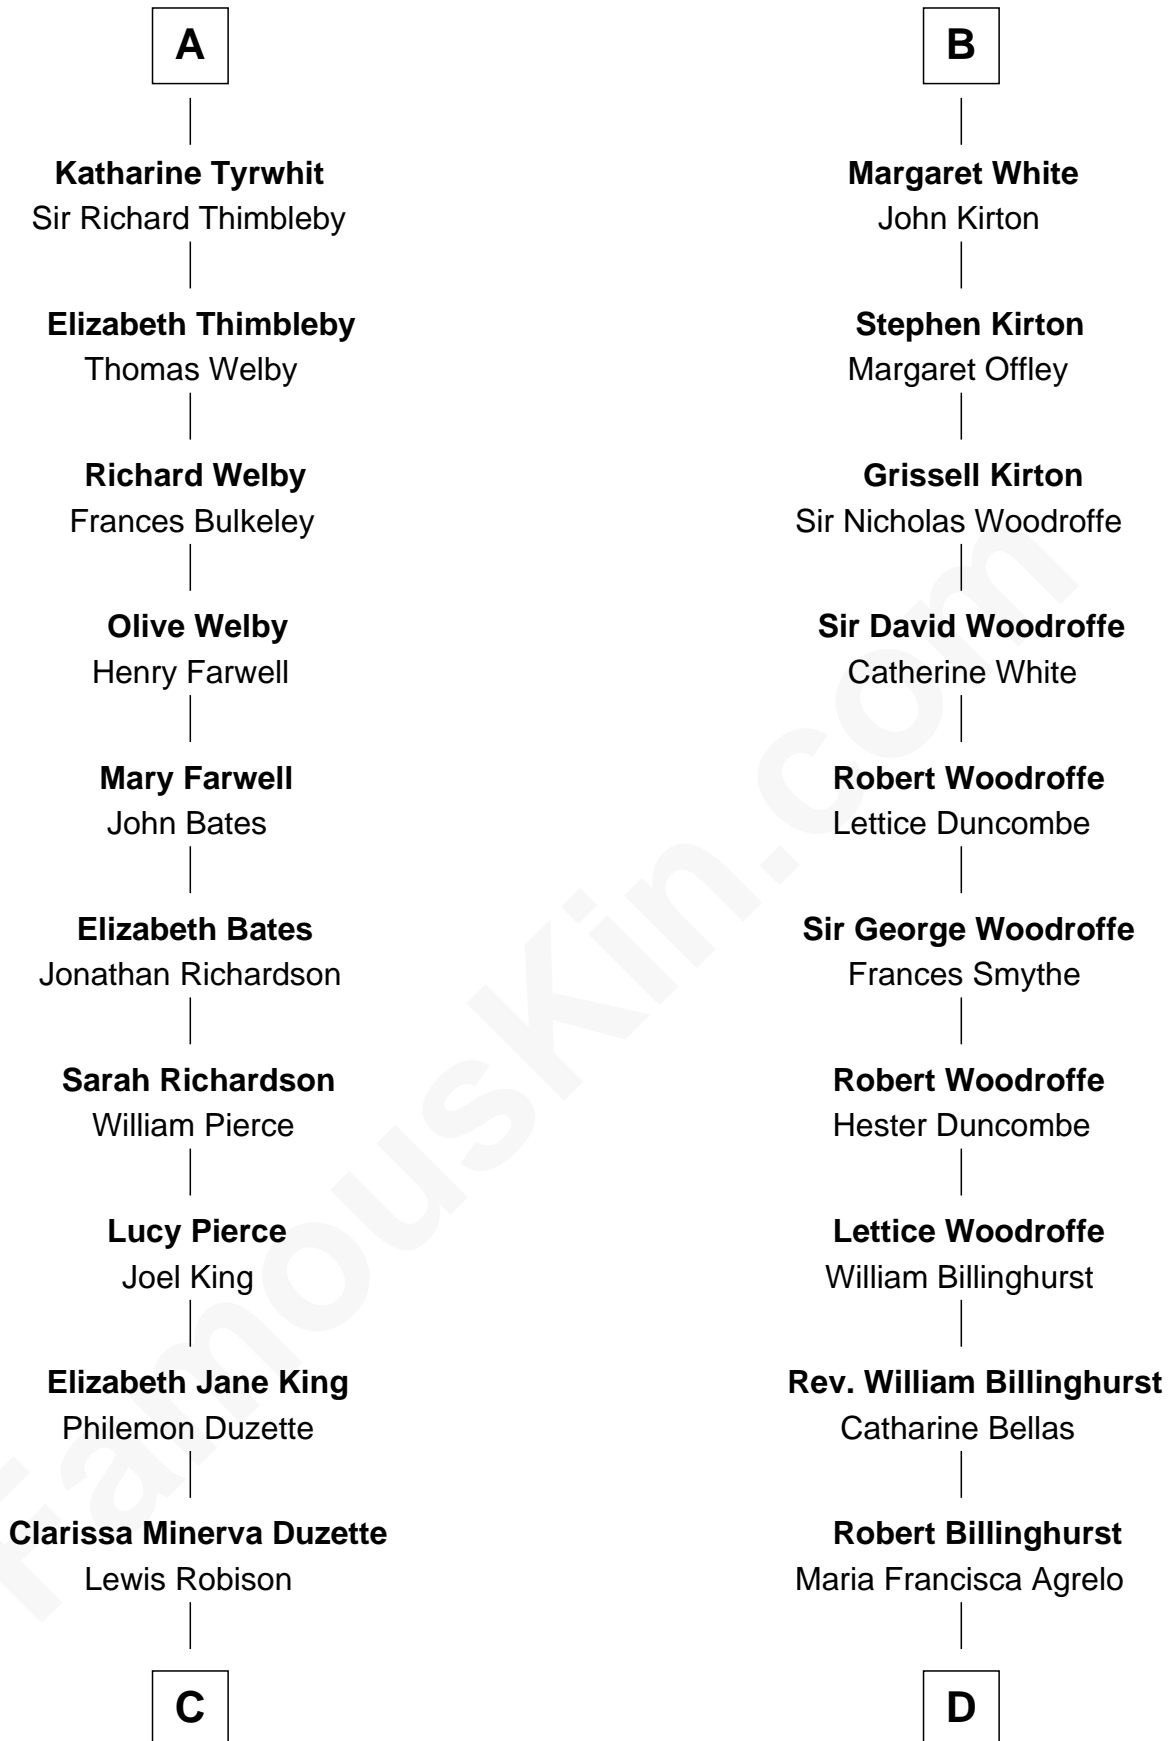 A
Katharine Tyrwhit
Sir Richard Thimbleby
Elizabeth Thimbleby
Thomas Welby
Richard Welby
Frances Bulkeley
Olive Welby
Henry Farwell
Mary Farwell
John Bates
Elizabeth Bates
Jonathan Richardson
Sarah Richardson
William Pierce
Lucy Pierce
Joel King
Elizabeth Jane King
Philemon Duzette
Clarissa Minerva Duzette
Lewis Robison
C
B
Margaret White
John Kirton
Stephen Kirton
Margaret Offley
Grissell Kirton
Sir Nicholas Woodroffe
Sir David Woodroffe
Catherine White
Robert Woodroffe
Lettice Duncombe
Sir George Woodroffe
Frances Smythe
Robert Woodroffe
Hester Duncombe
Lettice Woodroffe
William Billinghurst
Rev. William Billinghurst
Catharine Bellas
Robert Billinghurst
Maria Francisca Agrelo
D
FamousKin.com